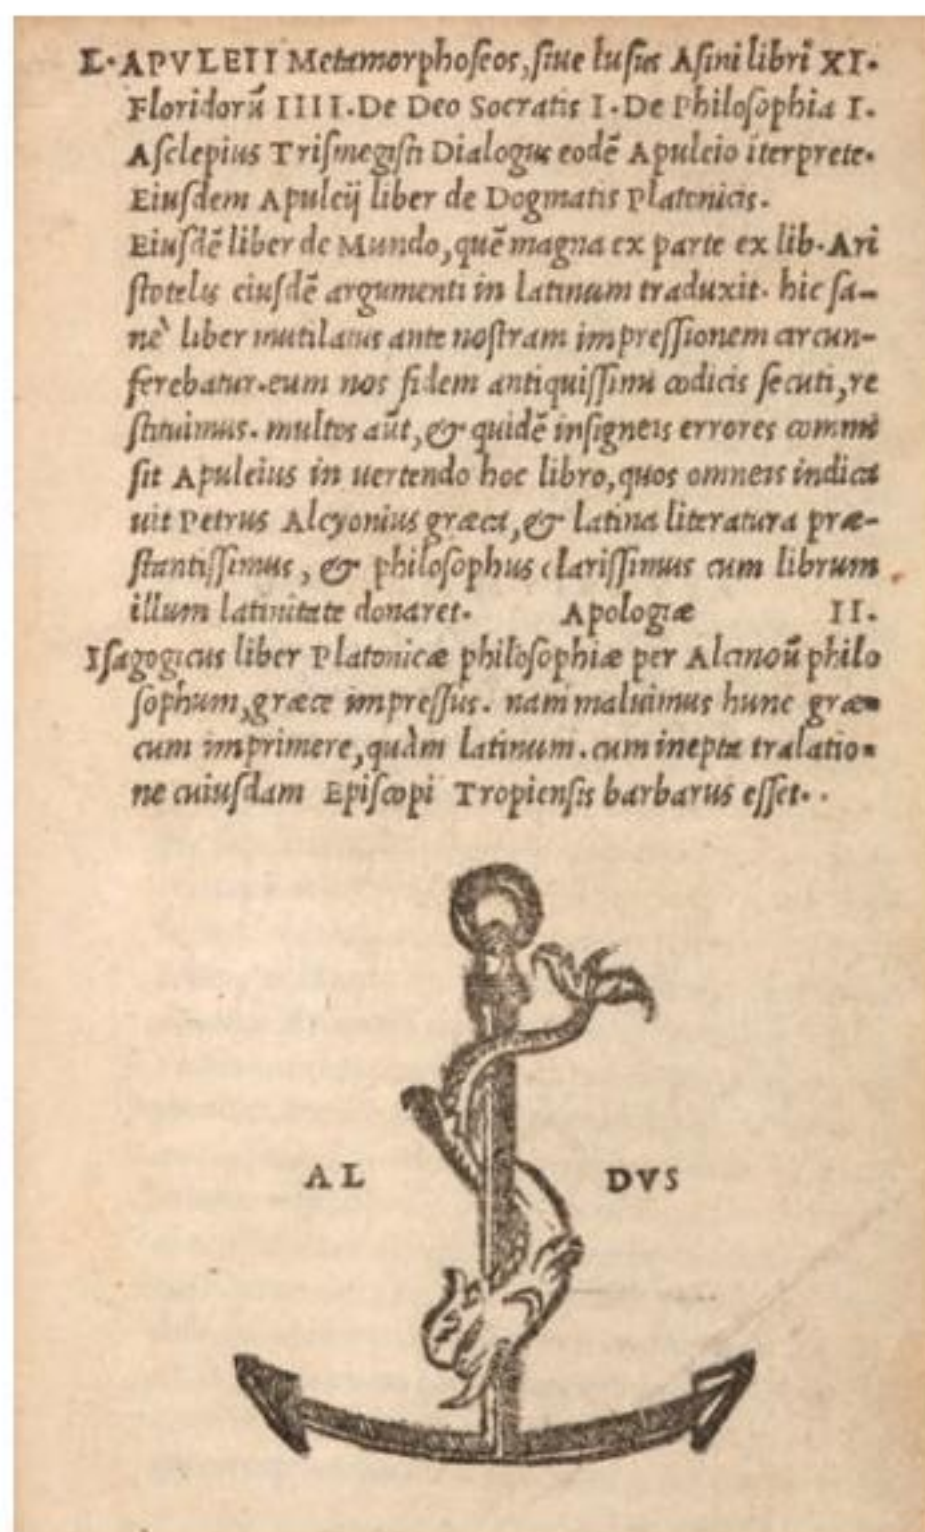 L·APVLEII Metamorphoseos, siue lusus Asini libri XI.
Floridorũ IIII. De Deo Socratis I. De Philosophia I.
Asclepius Trismegisti Dialogus eodẽ Apuleio iterprete.
Eiusdem Apuleij liber de Dogmatis Platonicis.
Eiusdẽ liber de Mundo, quẽ magna ex parte ex lib. Ari
stotelis eiusdẽ argumenti in latinum traduxit. hic sa-
nè liber mutilatus ante nostram impressionem circun-
ferebatur. eum nos fidem antiquissimi codicis secuti, re
stituimus. multos aũt, & quidẽ insigneis errores commi
sit Apuleius in uertendo hoc libro, quos omneis indica
uit Petrus Alcyonius græca, & latina literatura præ-
stantissimus, & philosophus clarissimus cum librum
illum latinitate donaret. Apologiæ II.
Isagogicus liber Platonicæ philosophiæ per Alcinoũ philo
sophum, græce impressus. nam maluimus hunc græ-
cum imprimere, quàm latinum. cum inepta tralatio-
ne cuiusdam Episcopi Tropiensis barbarus esset. .
AL DVS